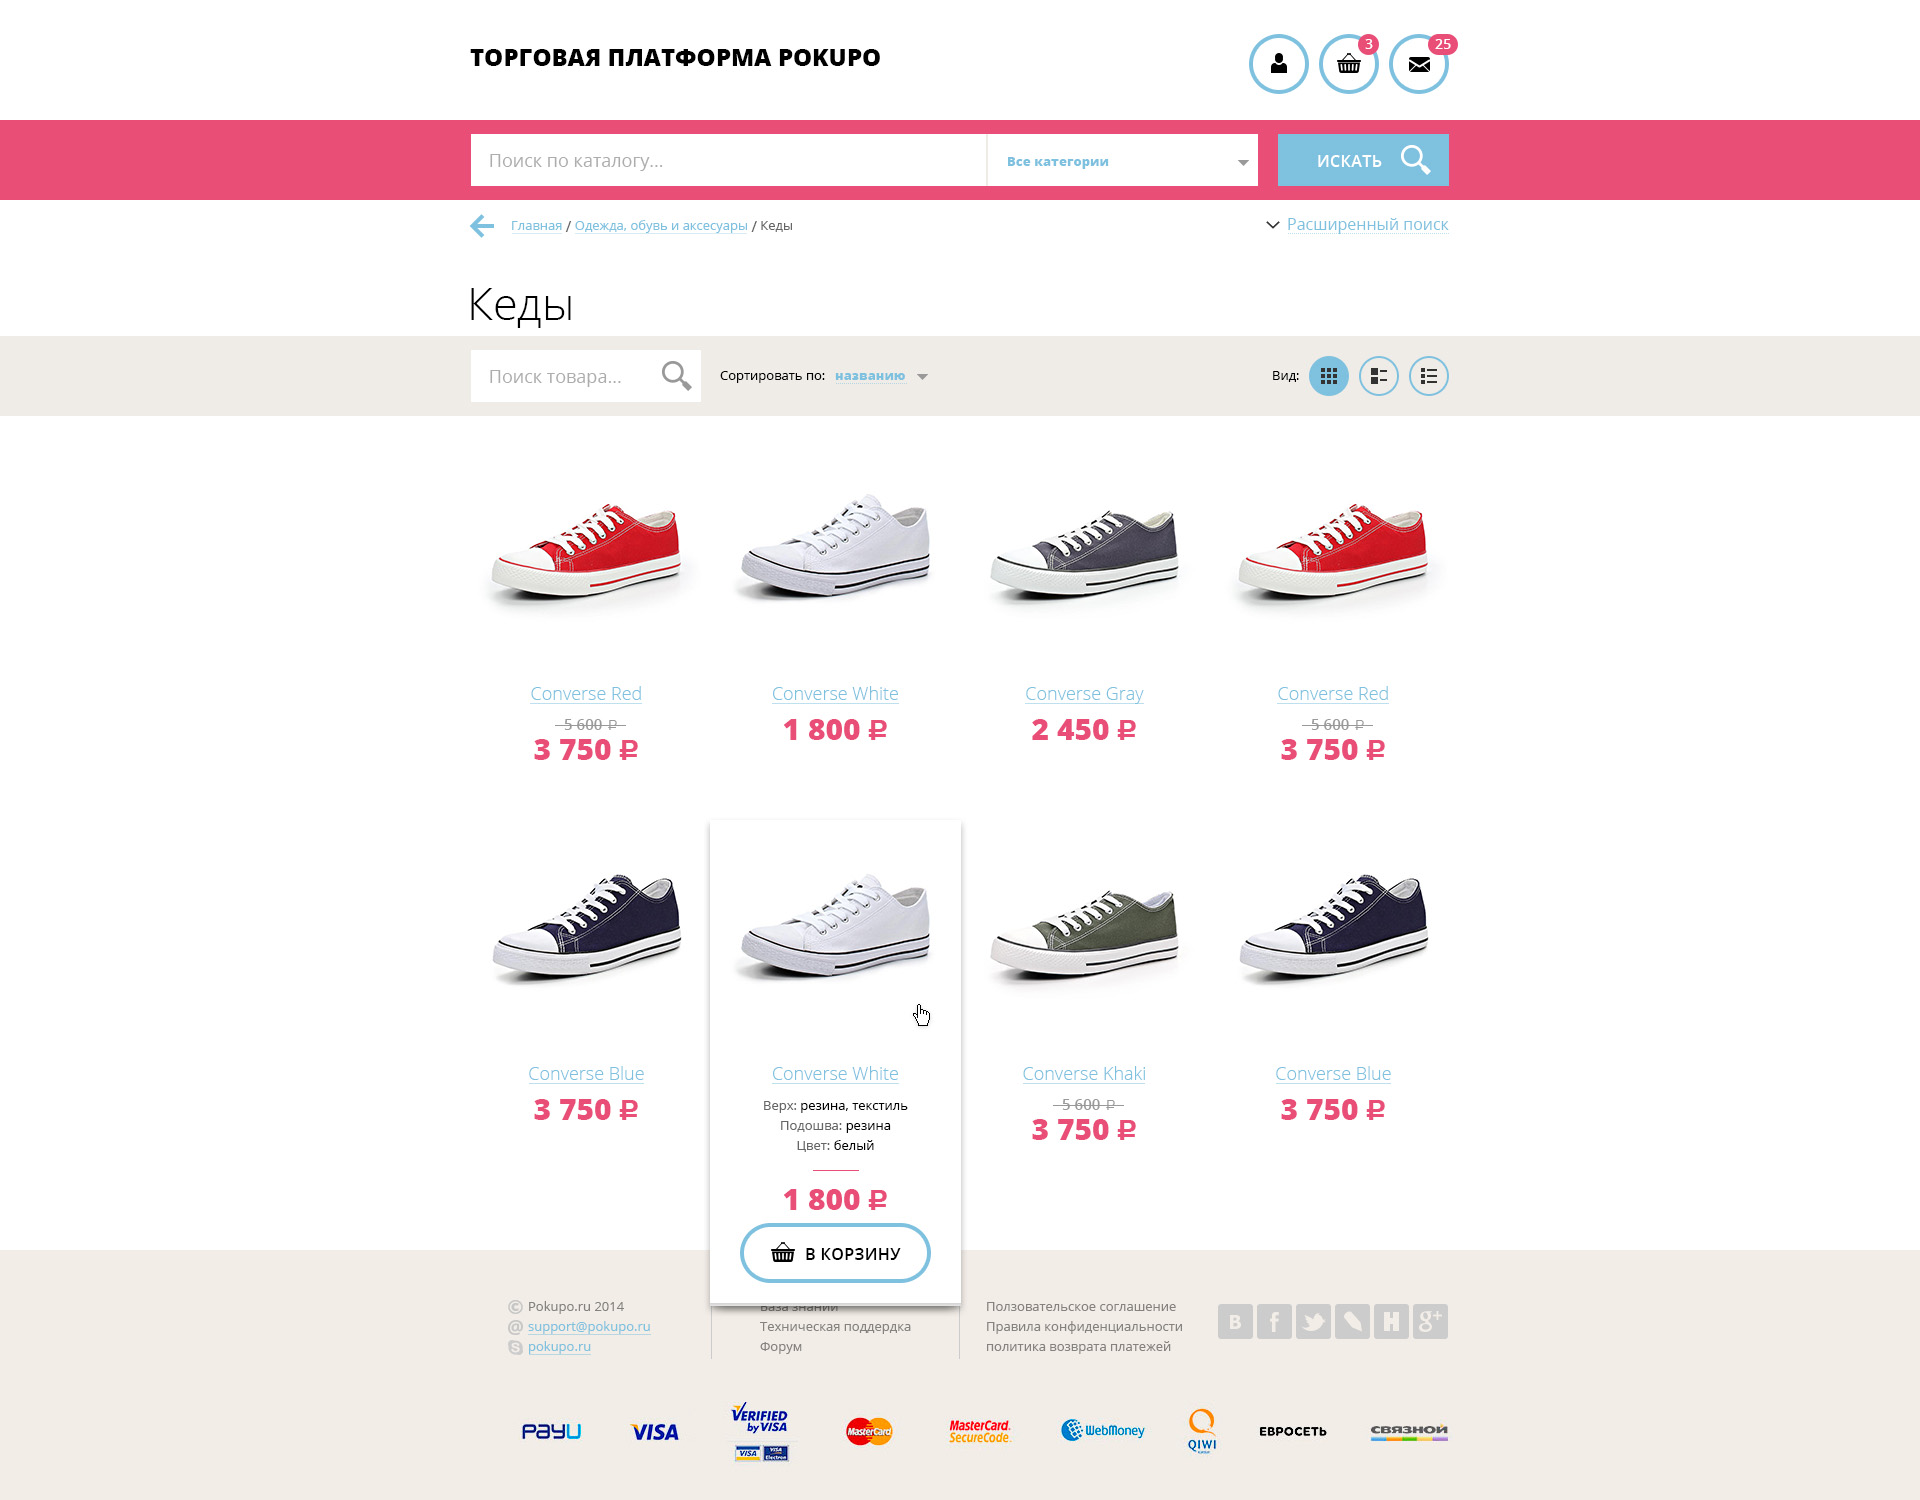 ТОРГОВАЯ ПЛАТФОРМА POKUPO
3
25
Поиск по каталогу...
Все категории
ИСКАТЬ
Главная / Одежда, обувь и аксесуары / Кеды
Расширенный поиск
Кеды
Поиск товара...
Сортировать по: названию
Вид:
Converse Red
Converse White
Converse Gray
Converse Red
5 600 ₽
5 600 ₽
3 750 ₽
1 800 ₽
2 450 ₽
3 750 ₽
Converse Blue
Converse White
Converse Khaki
Converse Blue
3 750 ₽
Верх: резина, текстиль
Подошва: резина
Цвет: белый
1 800 ₽
В КОРЗИНУ
5 600 ₽
3 750 ₽
3 750 ₽
© Pokupo.ru 2014
@ support@pokupo.ru
pokupo.ru
База знаний
Техническая поддердка
Форум
Ползовательское соглашение
Правила конфиденциальности
политика возврата платежей
B f H g+
PayU
VISA
VERIFIED
by VISA
VISA
VISA
Electron
MasterCard
MasterCard.
SecureCode.
WebMoney
QIWI
ЕВРОСЕТЬ
СВЯЗНОЙ